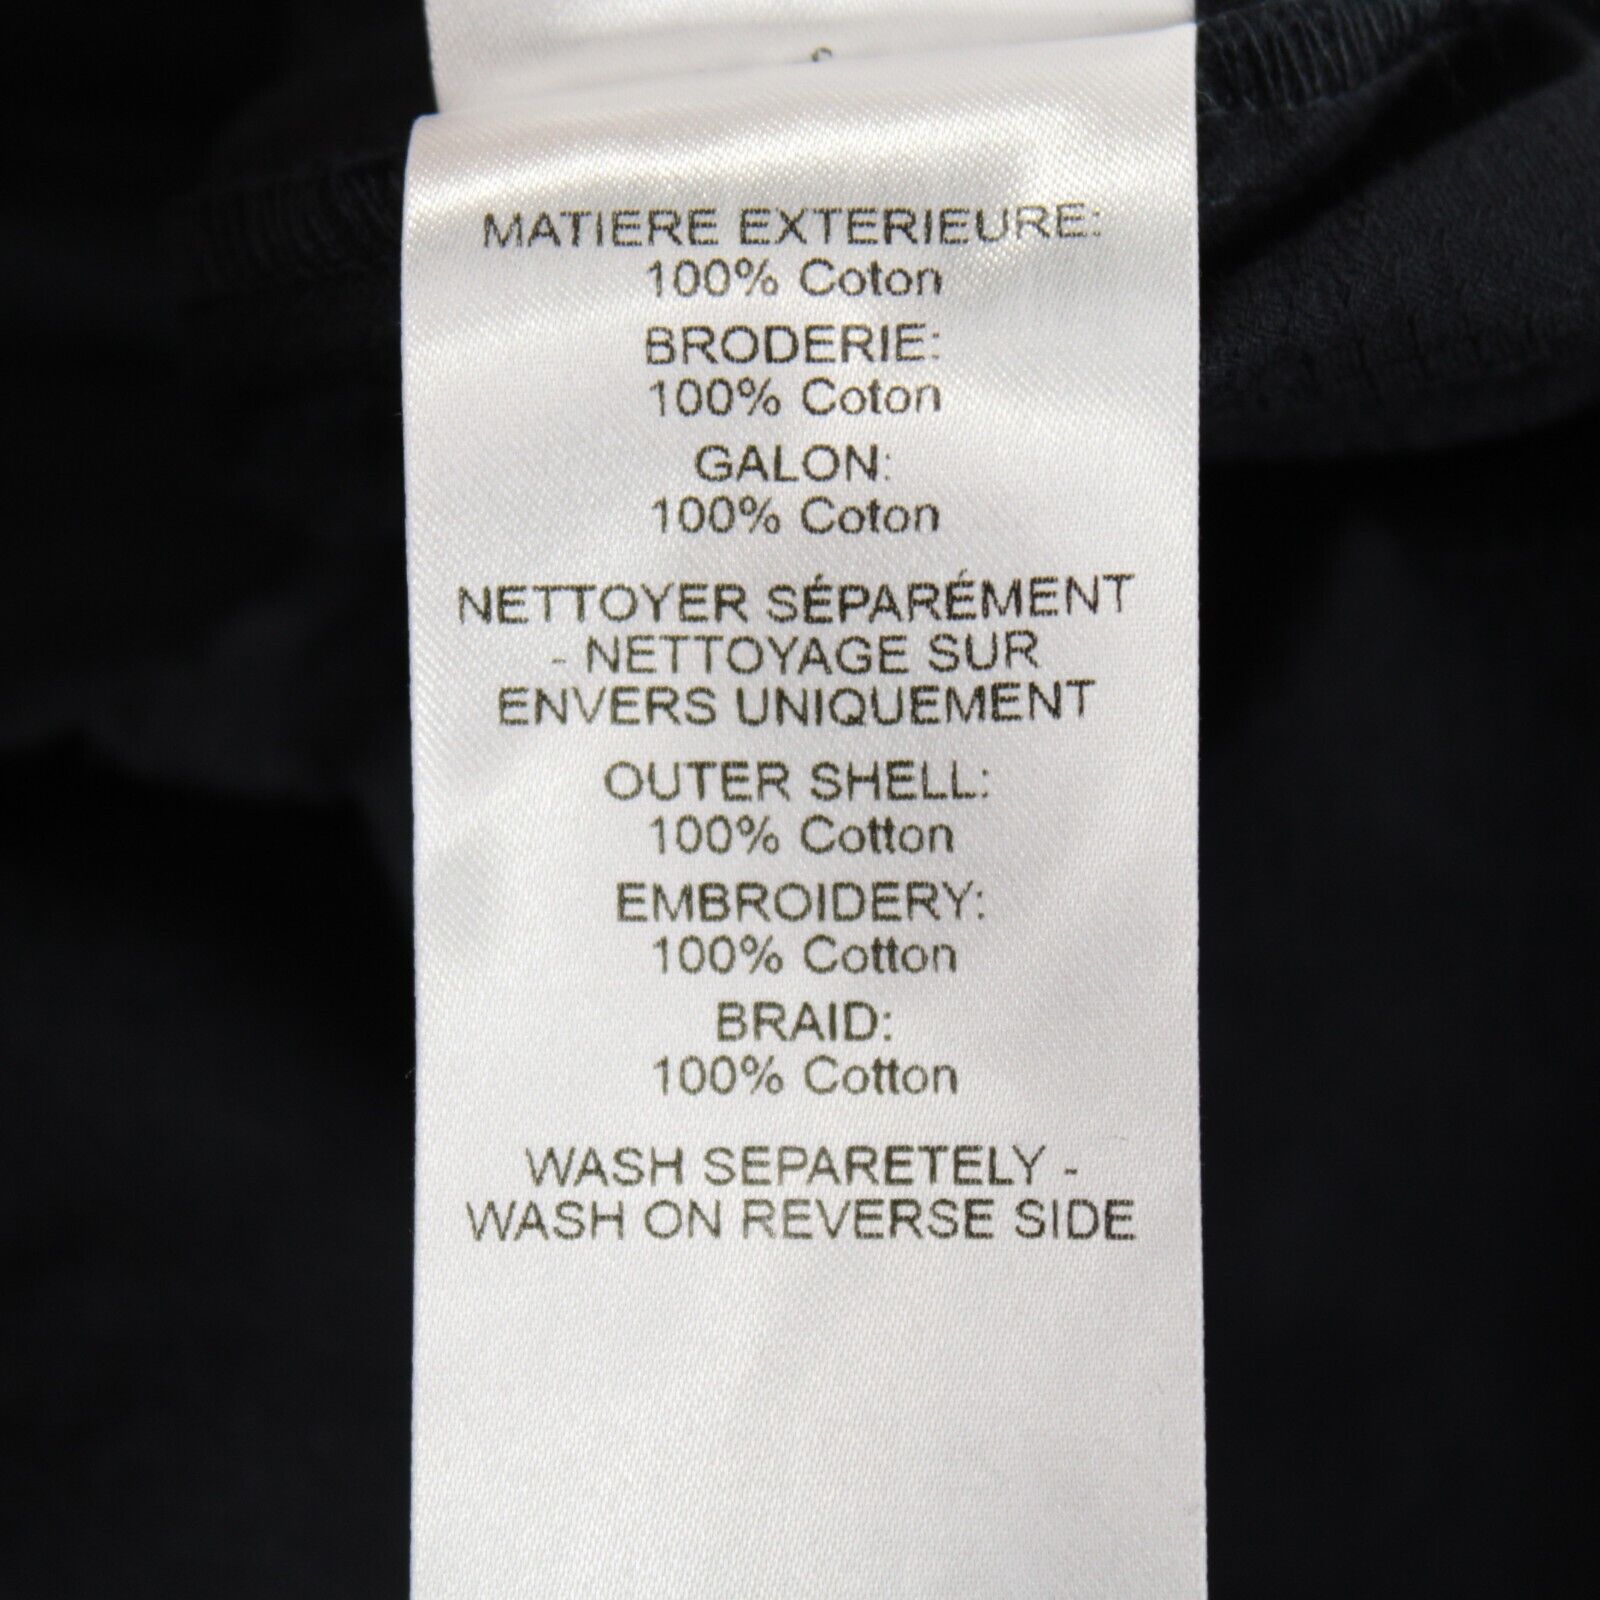 MATIERE EXTERIEURE:
100% Coton
BRODERIE:
100% Coton
GALON:
100% Coton
NETTOYER SÉPARÉMENT
- NETTOYAGE SUR
ENVERS UNIQUEMENT
OUTER SHELL:
100% Cotton
EMBROIDERY:
100% Cotton
BRAID:
100% Cotton
WASH SEPARETELY -
WASH ON REVERSE SIDE